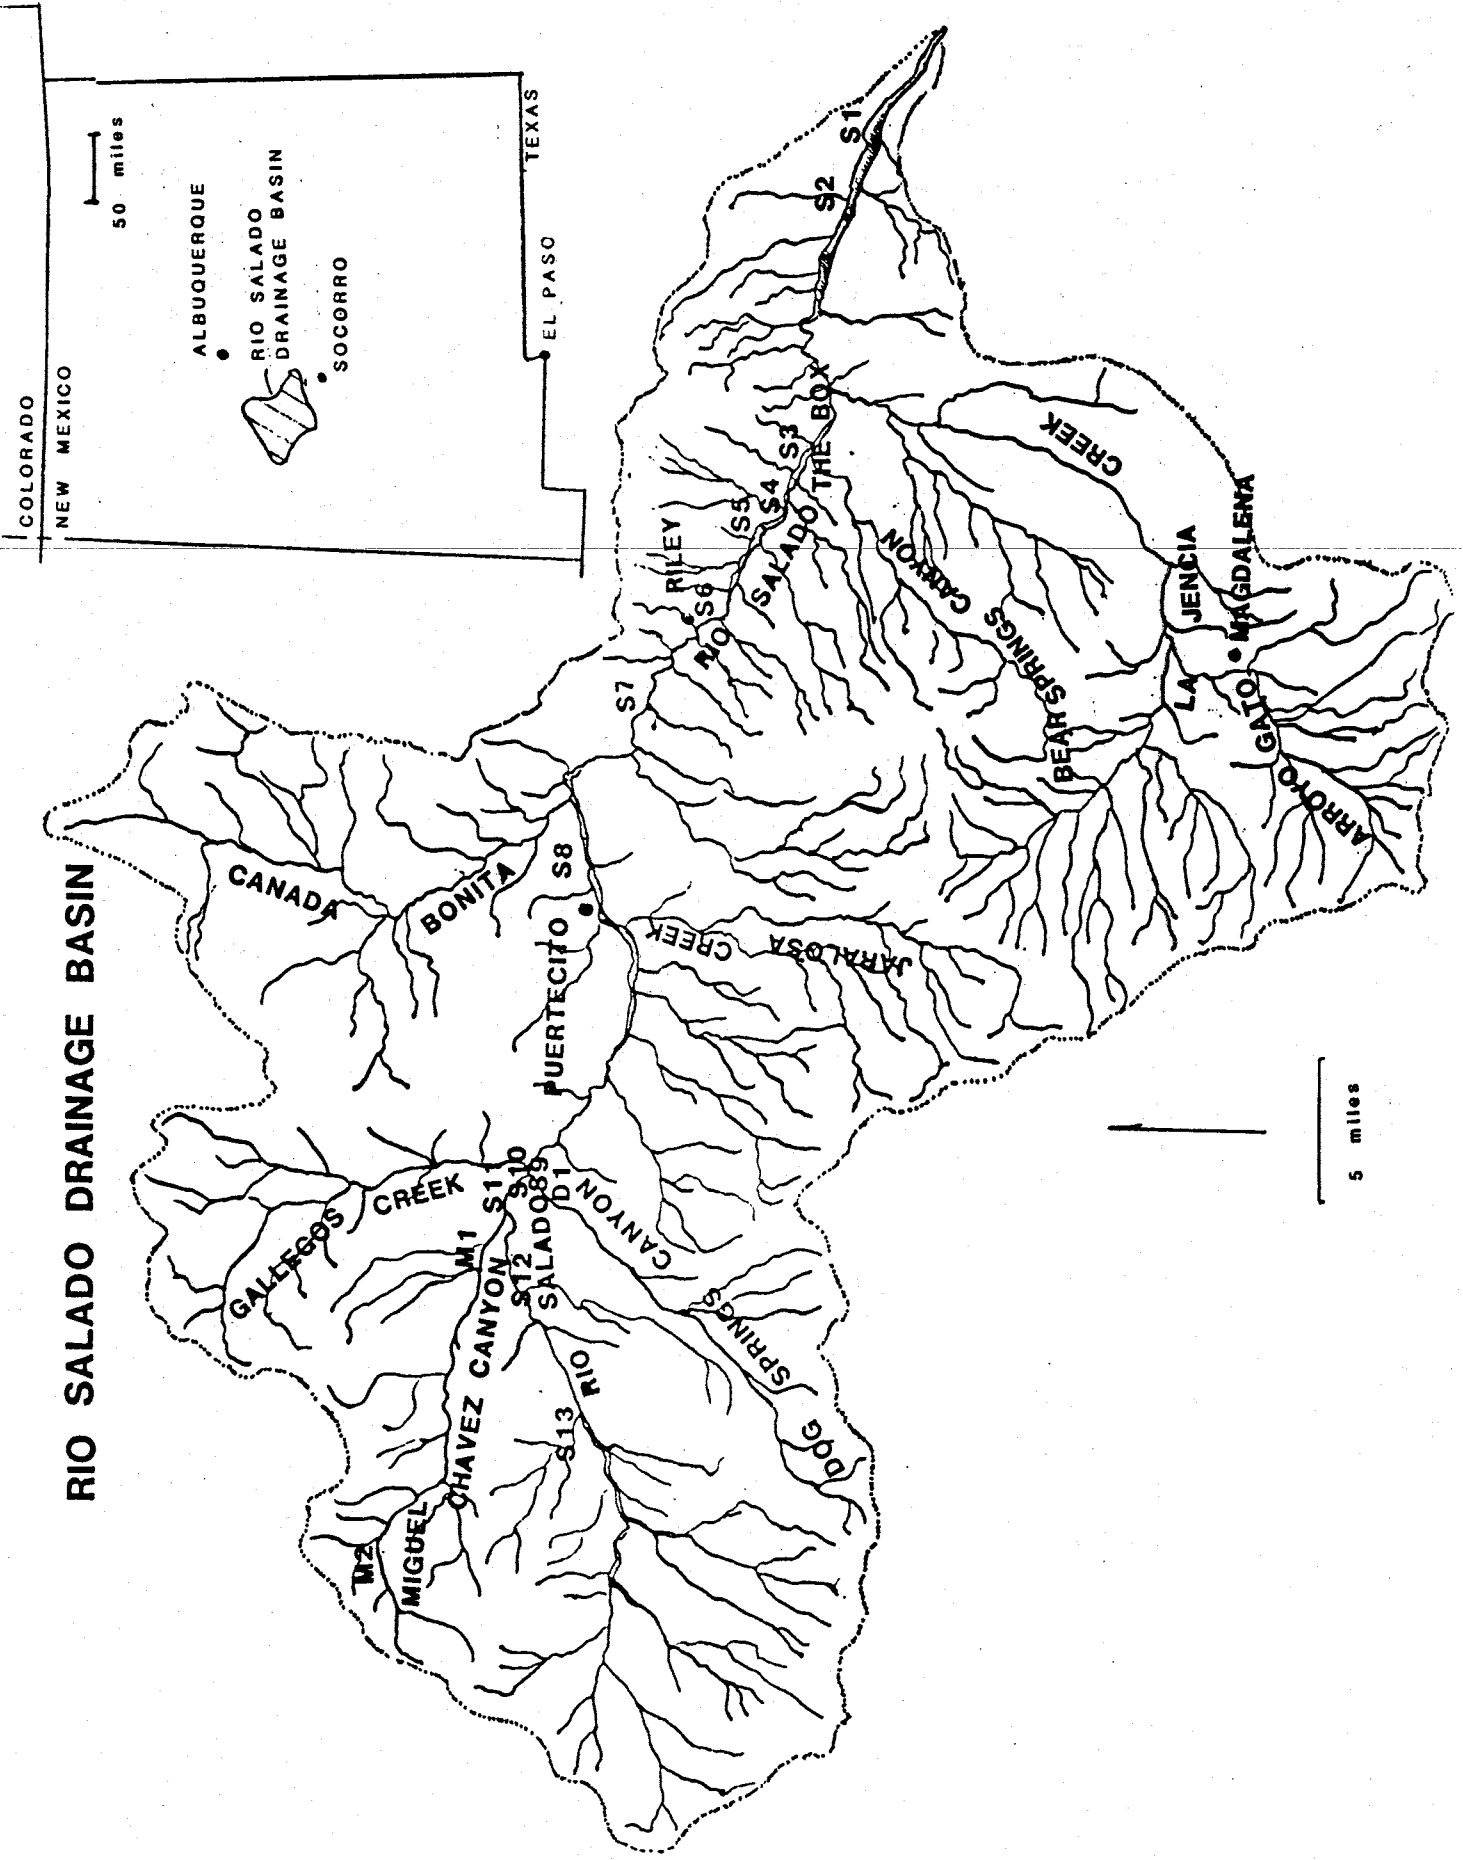 RIO SALADO DRAINAGE BASIN
COLORADO
NEW MEXICO
50 miles
ALBUQUERQUE
RIO SALADO
DRAINAGE BASIN
SOCORRO
TEXAS
EL PASO
CANADA
BONITA
GALLEGOS
CREEK
M2
MIGUEL
CHAVEZ CANYON
M1
S11
S10
S9
S8
D1
S12
SALADO
RIO
S13
DOG
SPRINGS
CANYON
PUERTECITO
S8
JARALOSA
CREEK
S7
RILEY
S6
S5
S4
S3
RIO
SALADO
THE BOX
S2
S1
BEAR SPRINGS
CANYON
LA
JENCIA
CREEK
MAGDALENA
GATO
ARROYO
5 miles